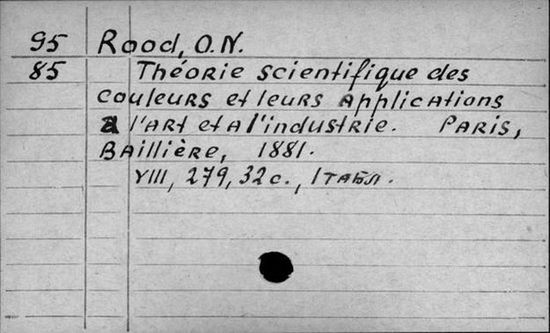 95 Rood, O.N.
85 Théorie scientifique des
couleurs et leurs applications
a l'art et a l'industrie. Paris,
Baillière, 1881.
VIII, 279, 32 с., 1 табл.